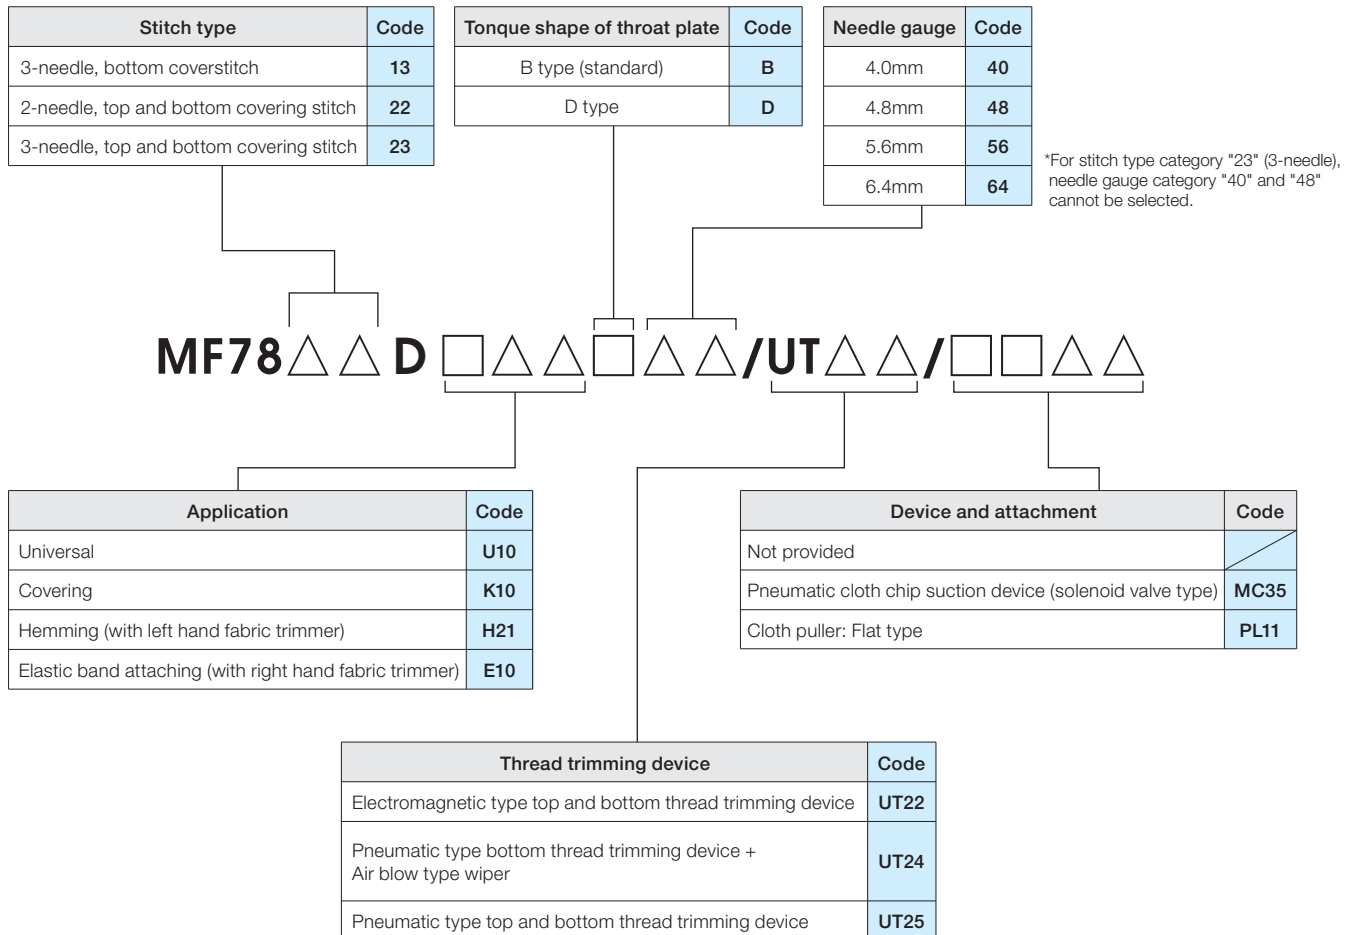 Stitch type Code
3-needle, bottom coverstitch 13
2-needle, top and bottom covering stitch 22
3-needle, top and bottom covering stitch 23
Tonque shape of throat plate Code
B type (standard) B
D type D
Needle gauge Code
4.0mm 40
4.8mm 48
5.6mm 56
6.4mm 64
*For stitch type category "23" (3-needle),
needle gauge category "40" and "48"
cannot be selected.
MF78△△D□△△□△△/UT△△/□□△△
Application Code
Universal U10
Covering K10
Hemming (with left hand fabric trimmer) H21
Elastic band attaching (with right hand fabric trimmer) E10
Device and attachment Code
Not provided
Pneumatic cloth chip suction device (solenoid valve type) MC35
Cloth puller: Flat type PL11
Thread trimming device Code
Electromagnetic type top and bottom thread trimming device UT22
Pneumatic type bottom thread trimming device +
Air blow type wiper UT24
Pneumatic type top and bottom thread trimming device UT25